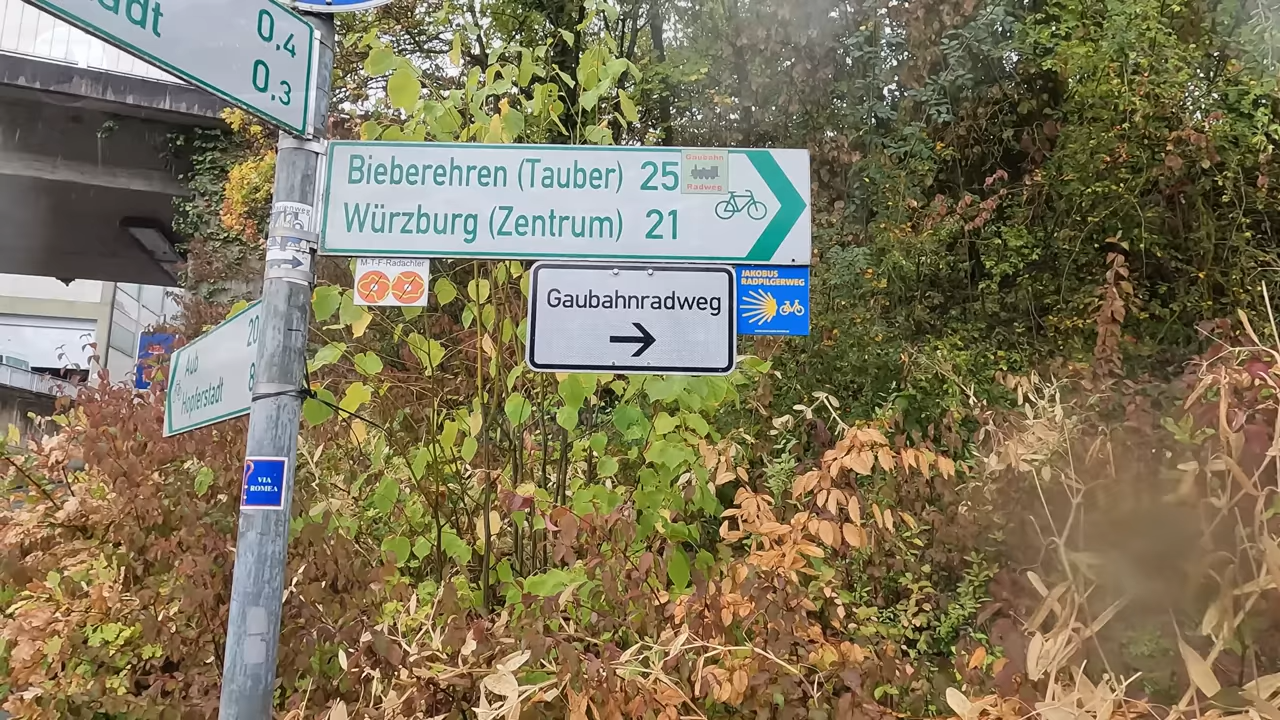 0.4
0.3
Bieberehren (Tauber) 25
Würzburg (Zentrum) 21
Gaubahn
Radweg
M-T-F-Radachter
Gaubahnradweg
JAKOBUS
RADPILGERWEG
20
Aub
Hopferstadt
VIA
ROMEA